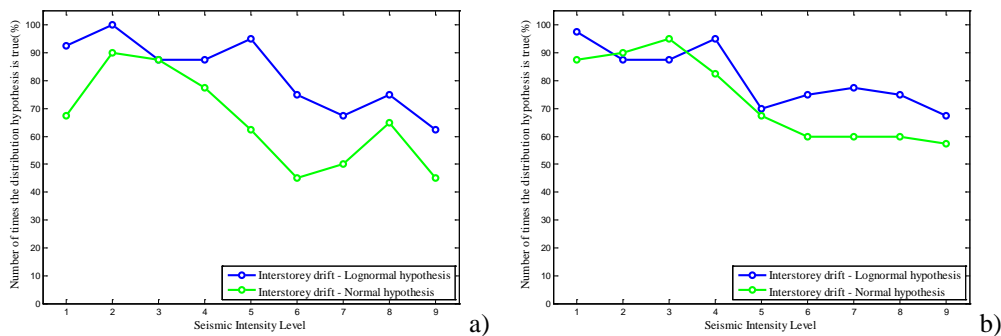 Number of times the distribution hypothesis is true(%)
100
90
80
70
60
50
40
30
20
10
0
1 2 3 4 5 6 7 8 9
Seismic Intensity Level
Interstorey drift - Lognormal hypothesis
Interstorey drift - Normal hypothesis
a)
Number of times the distribution hypothesis is true(%)
100
90
80
70
60
50
40
30
20
10
0
1 2 3 4 5 6 7 8 9
Seismic Intensity Level
Interstorey drift - Lognormal hypothesis
Interstorey drift - Normal hypothesis
b)